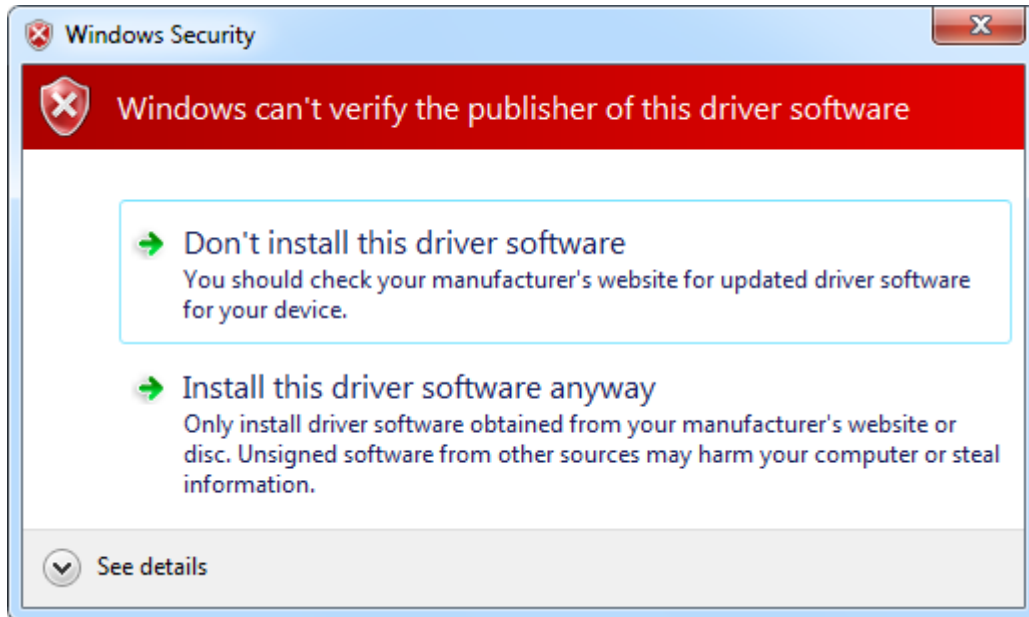 Windows Security
Windows can't verify the publisher of this driver software
Don't install this driver software
You should check your manufacturer's website for updated driver software
for your device.
Install this driver software anyway
Only install driver software obtained from your manufacturer's website or
disc. Unsigned software from other sources may harm your computer or steal
information.
See details